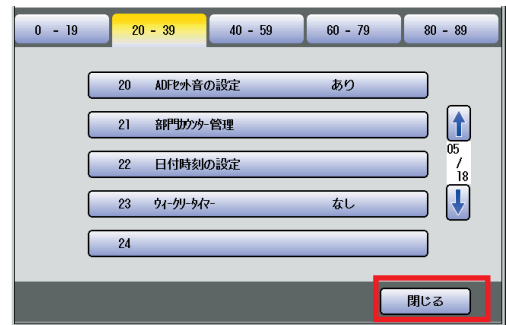 0 - 19 20 - 39 40 - 59 60 - 79 80 - 89
20 ADFセット音の設定 あり
21 部門カウンター管理
05
22 日付時刻の設定 /
18
23 ウィークリータイマー なし
24
閉じる